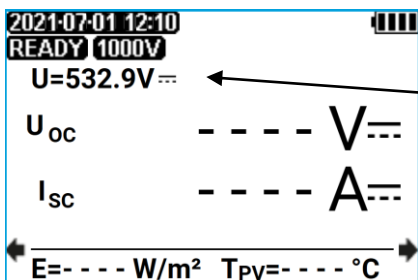 2021-07-01 12:10
READY 1000V
U=532.9V
UOC - - - - V
ISC - - - - A
E=- - - - W/m² TPV=- - - - °C